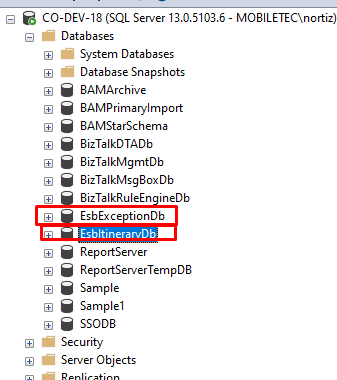 CO-DEV-18 (SQL Server 13.0.5103.6 - MOBILETEC\nortiz)
Databases
System Databases
Database Snapshots
BAMArchive
BAMPrimaryImport
BAMStarSchema
BizTalkDTADb
BizTalkMgmtDb
BizTalkMsgBoxDb
BizTalkRuleEngineDb
EsbExceptionDb
EsbItineraryDb
ReportServer
ReportServerTempDB
Sample
Sample1
SSODB
Security
Server Objects
Replication